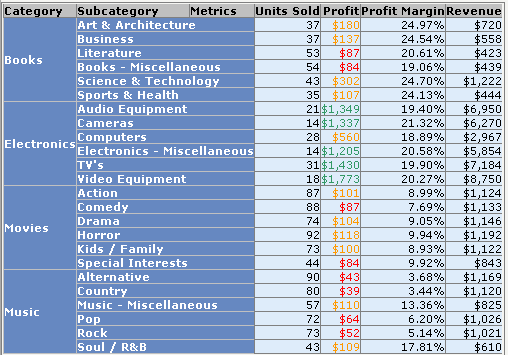 Category Subcategory Metrics Units Sold Profit Profit Margin Revenue
Books Art & Architecture 37 $180 24.97% $720
Business 37 $137 24.54% $558
Literature 53 $87 20.61% $423
Books - Miscellaneous 54 $84 19.06% $439
Science & Technology 43 $302 24.70% $1,222
Sports & Health 35 $107 24.13% $444
Electronics Audio Equipment 21 $1,349 19.40% $6,950
Cameras 14 $1,337 21.32% $6,270
Computers 28 $560 18.89% $2,967
Electronics - Miscellaneous 14 $1,205 20.58% $5,854
TV's 31 $1,430 19.90% $7,184
Video Equipment 18 $1,773 20.27% $8,750
Movies Action 87 $101 8.99% $1,124
Comedy 88 $87 7.69% $1,133
Drama 74 $104 9.05% $1,146
Horror 92 $118 9.94% $1,192
Kids / Family 73 $100 8.93% $1,122
Special Interests 44 $84 9.92% $843
Music Alternative 90 $43 3.68% $1,169
Country 80 $39 3.44% $1,120
Music - Miscellaneous 57 $110 13.36% $825
Pop 72 $64 6.20% $1,026
Rock 73 $52 5.14% $1,021
Soul / R&B 43 $109 17.81% $610